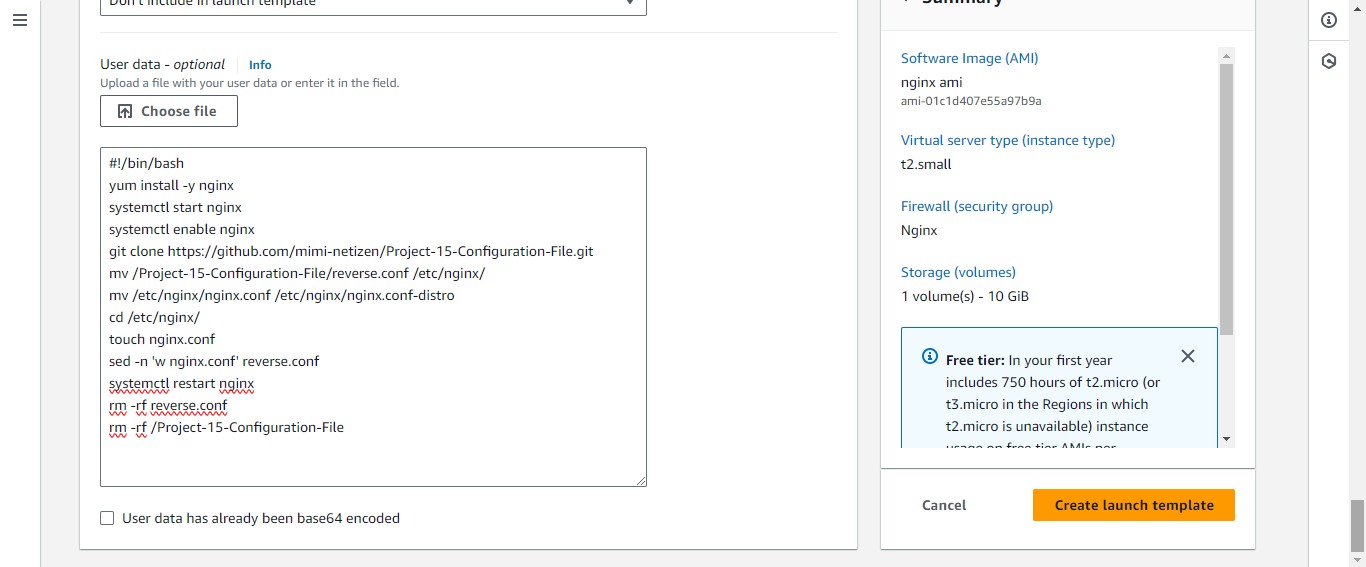 Don't include in launch template
User data - optional
Info
Upload a file with your user data or enter it in the field.
Choose file
#!/bin/bash
yum install -y nginx
systemctl start nginx
systemctl enable nginx
git clone https://github.com/mimi-netizen/Project-15-Configuration-File.git
mv /Project-15-Configuration-File/reverse.conf /etc/nginx/
mv /etc/nginx/nginx.conf /etc/nginx/nginx.conf-distro
cd /etc/nginx/
touch nginx.conf
sed -n 'w nginx.conf' reverse.conf
systemctl restart nginx
rm -rf reverse.conf
rm -rf /Project-15-Configuration-File
User data has already been base64 encoded
Summary
Software Image (AMI)
nginx ami
ami-01c1d407e55a97b9a
Virtual server type (instance type)
t2.small
Firewall (security group)
Nginx
Storage (volumes)
1 volume(s) - 10 GiB
Free tier: In your first year
includes 750 hours of t2.micro (or
t3.micro in the Regions in which
t2.micro is unavailable) instance
usage on free tier AMIs per
Cancel
Create launch template